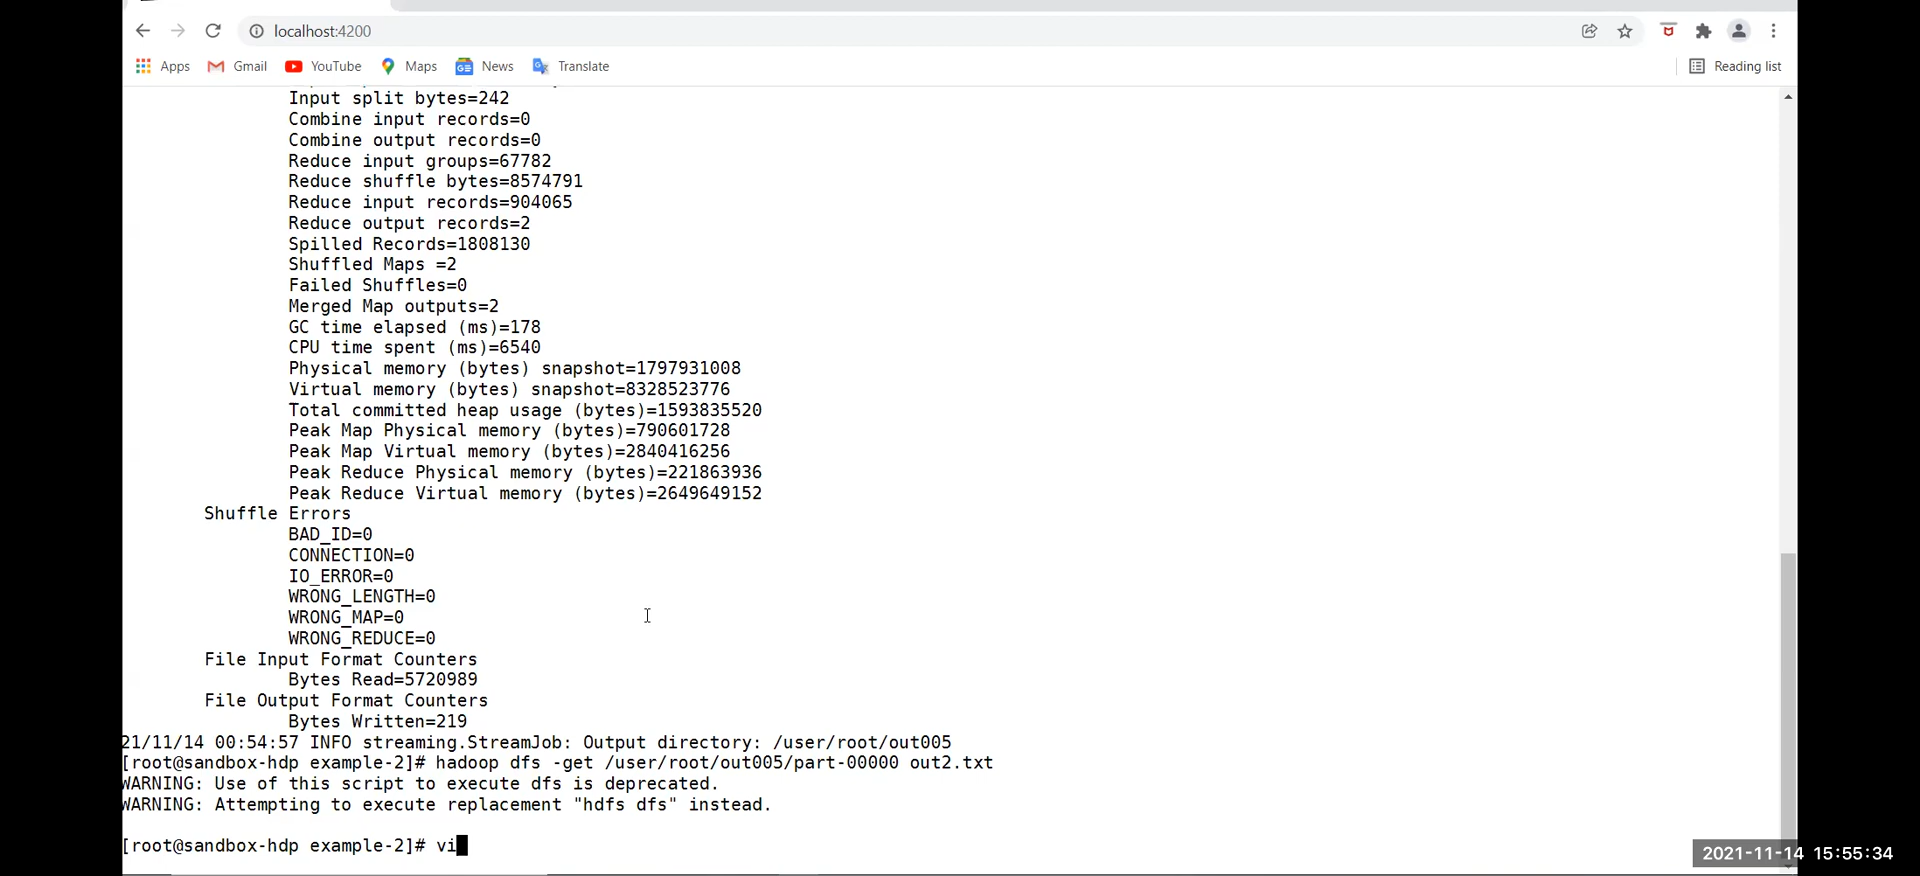 localhost:4200
Apps Gmail YouTube Maps News Translate Reading list
Input split bytes=242
Combine input records=0
Combine output records=0
Reduce input groups=67782
Reduce shuffle bytes=8574791
Reduce input records=904065
Reduce output records=2
Spilled Records=1808130
Shuffled Maps =2
Failed Shuffles=0
Merged Map outputs=2
GC time elapsed (ms)=178
CPU time spent (ms)=6540
Physical memory (bytes) snapshot=1797931008
Virtual memory (bytes) snapshot=8328523776
Total committed heap usage (bytes)=1593835520
Peak Map Physical memory (bytes)=790601728
Peak Map Virtual memory (bytes)=2840416256
Peak Reduce Physical memory (bytes)=221863936
Peak Reduce Virtual memory (bytes)=2649649152
Shuffle Errors
BAD_ID=0
CONNECTION=0
IO_ERROR=0
WRONG_LENGTH=0
WRONG_MAP=0
WRONG_REDUCE=0
File Input Format Counters
Bytes Read=5720989
File Output Format Counters
Bytes Written=219
21/11/14 00:54:57 INFO streaming.StreamJob: Output directory: /user/root/out005
[root@sandbox-hdp example-2]# hadoop dfs -get /user/root/out005/part-00000 out2.txt
WARNING: Use of this script to execute dfs is deprecated.
WARNING: Attempting to execute replacement "hdfs dfs" instead.
[root@sandbox-hdp example-2]# vi
2021-11-14 15:55:34